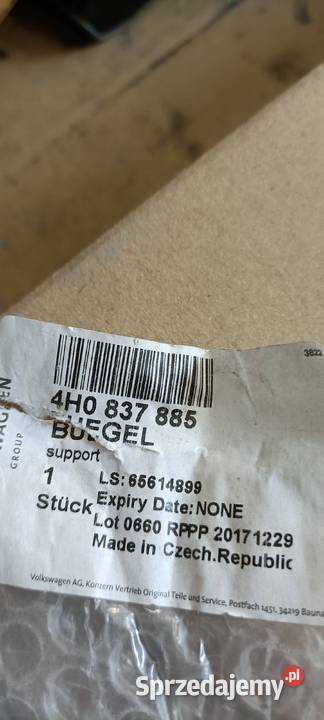 3822
GROUP
4H0 837 885
BUEGEL
support
1 LS: 65614899
Stück Expiry Date: NONE
Lot 0660 RPPP 20171229
Made in Czech.Republic
Volkswagen AG, Konzern Vertrieb Original Teile und Service, Postfach 1451, 34219 Bauna
Sprzedajemy.pl